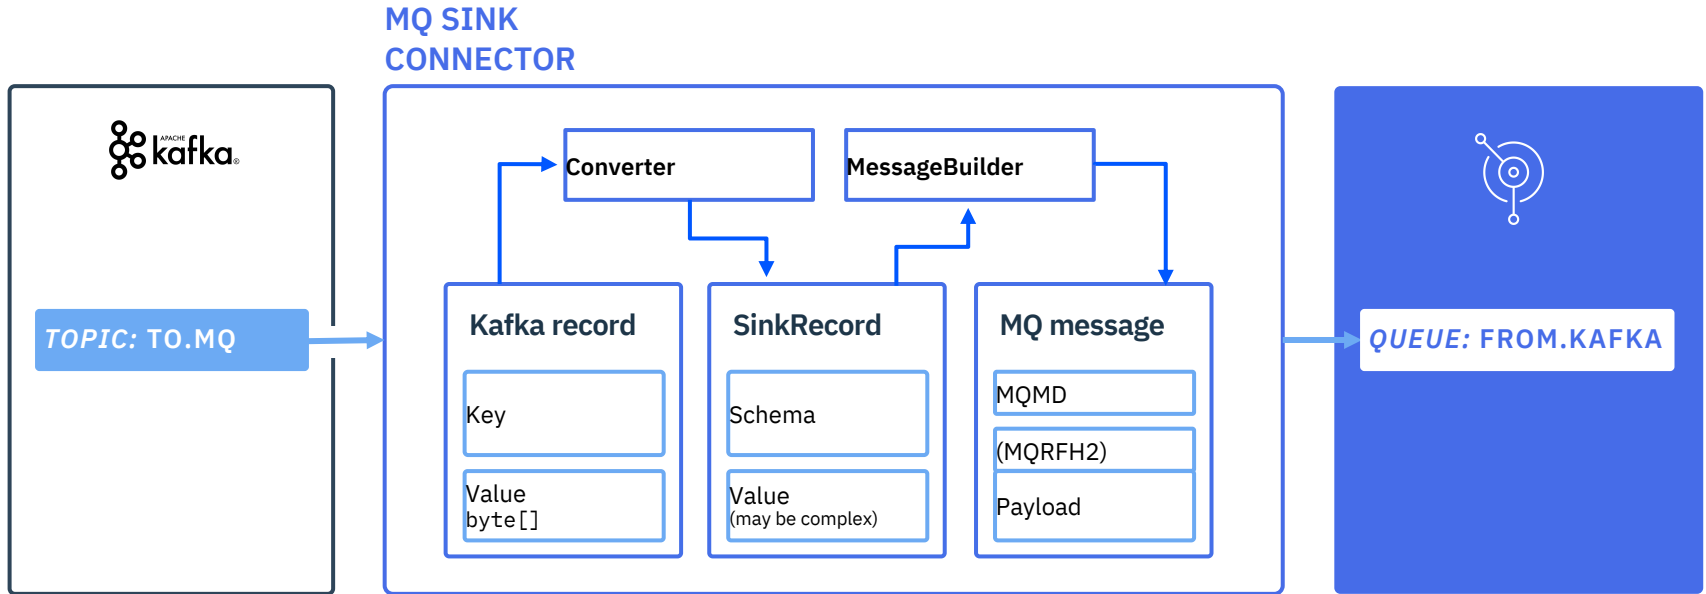 MQ SINK
CONNECTOR
APACHE
kafka®
TOPIC: TO.MQ
Converter
MessageBuilder
Kafka record
Key
Value
byte[]
SinkRecord
Schema
Value
(may be complex)
MQ message
MQMD
(MQRFH2)
Payload
QUEUE: FROM.KAFKA